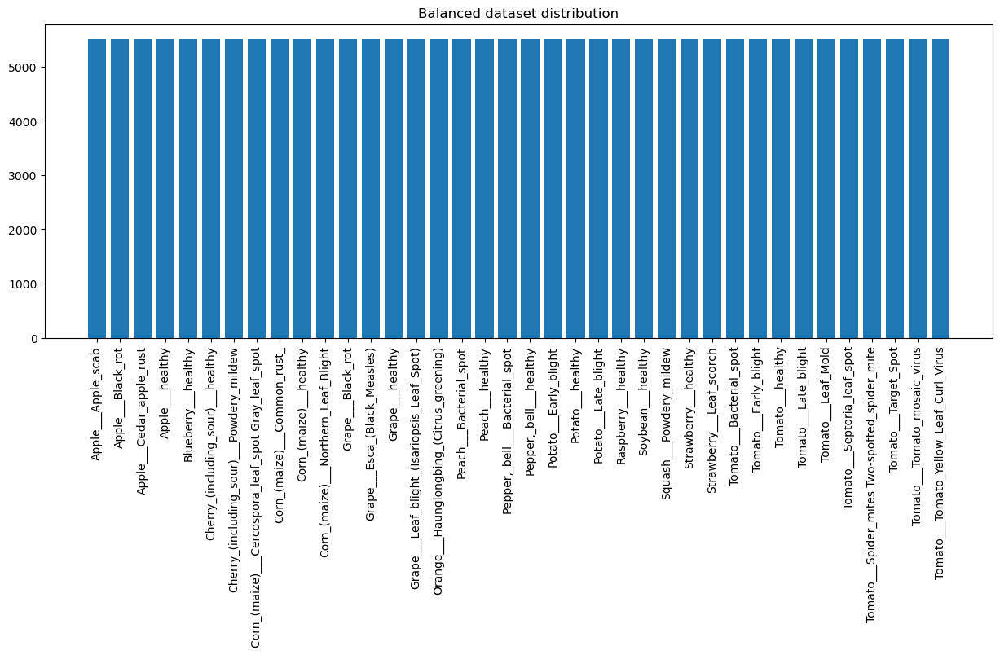 Balanced dataset distribution
5000
4000
3000
2000
1000
0
Apple___Apple_scab
Apple___Black_rot
Apple___Cedar_apple_rust
Apple___healthy
Blueberry___healthy
Cherry_(including_sour)___healthy
Cherry_(including_sour)___Powdery_mildew
Corn_(maize)___Cercospora_leaf_spot Gray_leaf_spot
Corn_(maize)___Common_rust_
Corn_(maize)___healthy
Corn_(maize)___Northern_Leaf_Blight
Grape___Black_rot
Grape___Esca_(Black_Measles)
Grape___healthy
Grape___Leaf_blight_(Isariopsis_Leaf_Spot)
Orange___Haunglongbing_(Citrus_greening)
Peach___Bacterial_spot
Peach___healthy
Pepper,_bell___Bacterial_spot
Pepper,_bell___healthy
Potato___Early_blight
Potato___healthy
Potato___Late_blight
Raspberry___healthy
Soybean___healthy
Squash___Powdery_mildew
Strawberry___healthy
Strawberry___Leaf_scorch
Tomato___Bacterial_spot
Tomato___Early_blight
Tomato___healthy
Tomato___Late_blight
Tomato___Leaf_Mold
Tomato___Septoria_leaf_spot
Tomato___Spider_mites Two-spotted_spider_mite
Tomato___Target_Spot
Tomato___Tomato_mosaic_virus
Tomato___Tomato_Yellow_Leaf_Curl_Virus